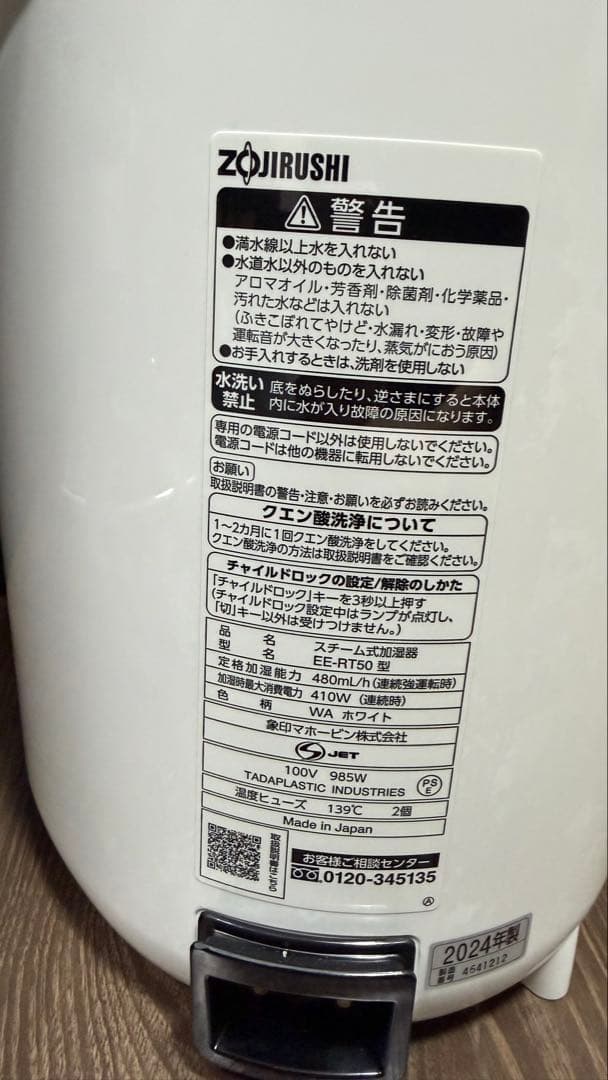 ZOJIRUSHI
警告
●満水線以上水を入れない
●水道水以外のものを入れない
アロマオイル・芳香剤・除菌剤・化学薬品・
汚れた水などは入れない
(ふきこぼれてやけど・水漏れ・変形・故障や
運転音が大きくなったり、蒸気がにおう原因)
●お手入れするときは、洗剤を使用しない
水洗い
禁止
底をぬらしたり、逆さまにすると本体
内に水が入り故障の原因になります。
専用の電源コード以外は使用しないでください。
電源コードは他の機器に転用しないでください。
お願い
取扱説明書の警告・注意・お願いを必ずお読みください。
クエン酸洗浄について
1〜2カ月に1回クエン酸洗浄をしてください。
クエン酸洗浄の方法は取扱説明書をご確認ください。
チャイルドロックの設定/解除のしかた
「チャイルドロック」キーを3秒以上押す
(チャイルドロック設定中はランプが点灯し、
「切」キー以外は受けつけません。)
品名 スチーム式加湿器
型名 EE-RT50 型
定格加湿能力 480mL/h(連続強運転時)
加湿時最大消費電力 410W(連続時)
色柄 WA ホワイト
象印マホービン株式会社
S JET
100V 985W
TADAPLASTIC INDUSTRIES
PS
E
温度ヒューズ 139℃ 2個
Made in Japan
取扱説明書はこちら
お客様ご相談センター
0120-345135
A
2024年製
製造
番号 4641212